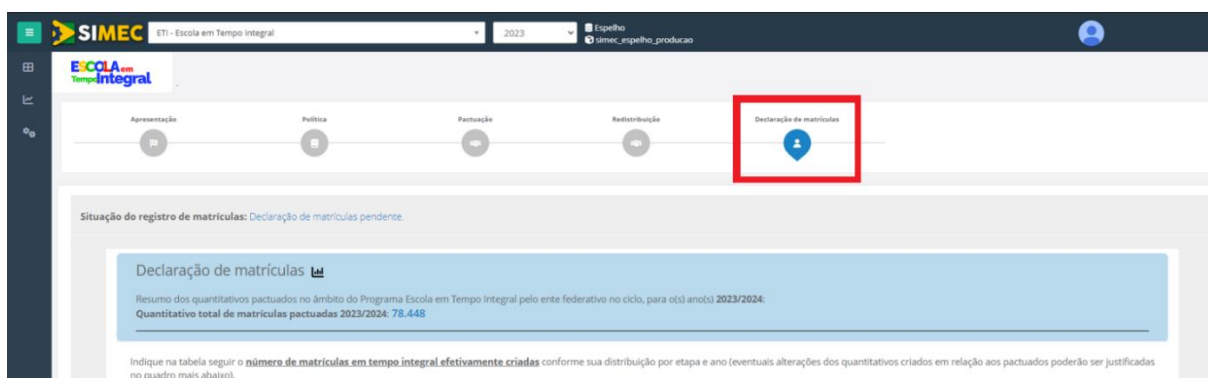 SIMEC
ETI - Escola em Tempo Integral
2023
Espelho
simec_espelho_producao
ESCOLA em
Tempo Integral
Apresentação
Política
Pactuação
Redistribuição
Declaração de matrículas
Situação do registro de matrículas: Declaração de matrículas pendente.
Declaração de matrículas
Resumo dos quantitativos pactuados no âmbito do Programa Escola em Tempo Integral pelo ente federativo no ciclo, para o(s) ano(s) 2023/2024:
Quantitativo total de matrículas pactuadas 2023/2024: 78.448
Indique na tabela seguir o número de matrículas em tempo integral efetivamente criadas conforme sua distribuição por etapa e ano (eventuais alterações dos quantitativos criados em relação aos pactuados poderão ser justificadas
no quadro mais abaixo).